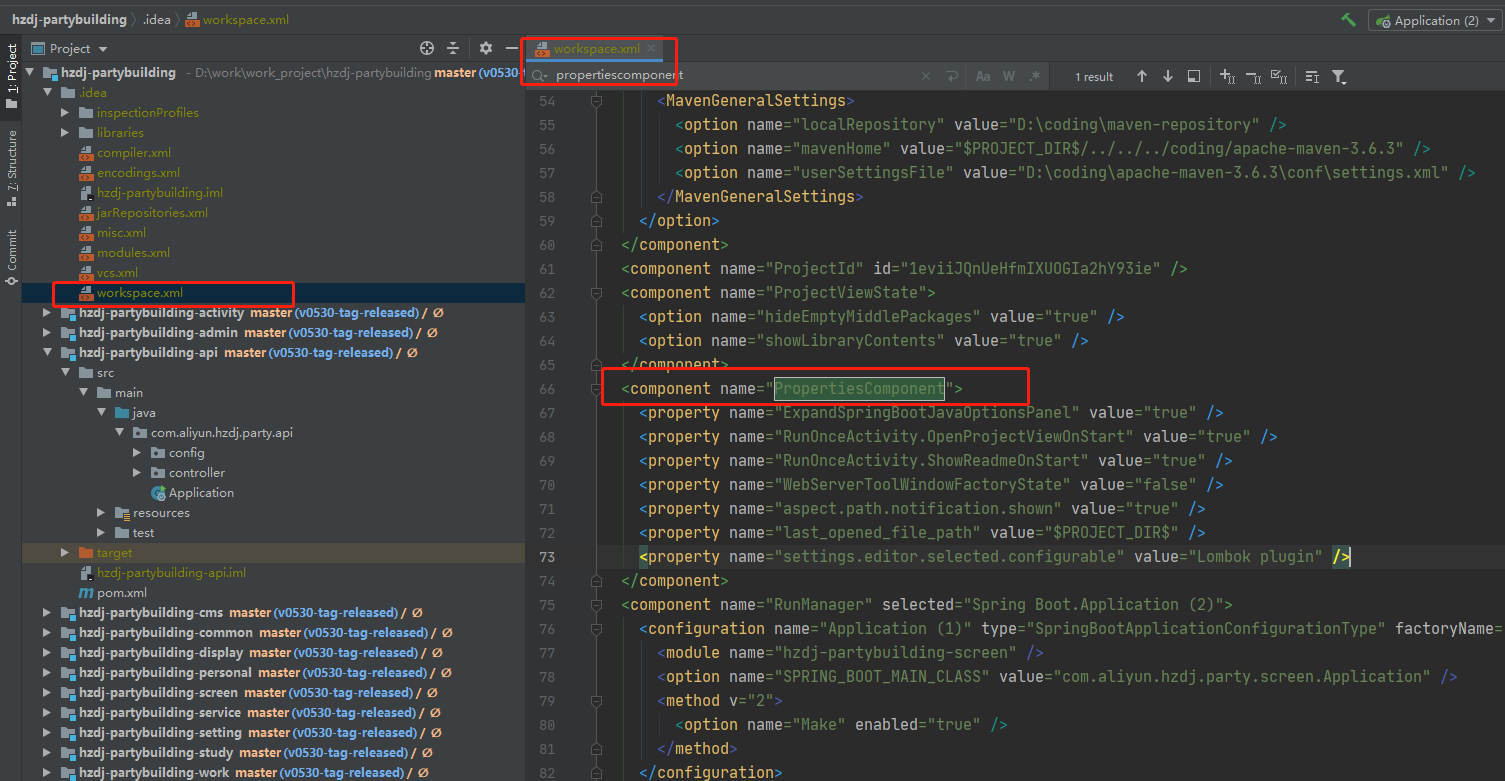 hzdj-partybuilding 〉 .idea 〉 workspace.xml
Application (2)
1: Project
7: Structure
Commit
Project
hzdj-partybuilding - D:\work\work_project\hzdj-partybuilding master (v0530-t
.idea
inspectionProfiles
libraries
compiler.xml
encodings.xml
hzdj-partybuilding.iml
jarRepositories.xml
misc.xml
modules.xml
vcs.xml
workspace.xml
hzdj-partybuilding-activity master (v0530-tag-released) / Ø
hzdj-partybuilding-admin master (v0530-tag-released) / Ø
hzdj-partybuilding-api master (v0530-tag-released) / Ø
src
main
java
com.aliyun.hzdj.party.api
config
controller
Application
resources
test
target
hzdj-partybuilding-api.iml
pom.xml
hzdj-partybuilding-cms master (v0530-tag-released) / Ø
hzdj-partybuilding-common master (v0530-tag-released) / Ø
hzdj-partybuilding-display master (v0530-tag-released) / Ø
hzdj-partybuilding-personal master (v0530-tag-released) / Ø
hzdj-partybuilding-screen master (v0530-tag-released) / Ø
hzdj-partybuilding-service master (v0530-tag-released) / Ø
hzdj-partybuilding-setting master (v0530-tag-released) / Ø
hzdj-partybuilding-study master (v0530-tag-released) / Ø
hzdj-partybuilding-work master (v0530-tag-released) / Ø
workspace.xml
propertiescomponent
Aa W .* 1 result
54 <MavenGeneralSettings>
55 <option name="localRepository" value="D:\coding\maven-repository" />
56 <option name="mavenHome" value="$PROJECT_DIR$/../../../coding/apache-maven-3.6.3" />
57 <option name="userSettingsFile" value="D:\coding\apache-maven-3.6.3\conf\settings.xml" />
58 </MavenGeneralSettings>
59 </option>
60 </component>
61 <component name="ProjectId" id="1eviiJQnUeHfmIXUOGIa2hY93ie" />
62 <component name="ProjectViewState">
63 <option name="hideEmptyMiddlePackages" value="true" />
64 <option name="showLibraryContents" value="true" />
65 </component>
66 <component name="PropertiesComponent">
67 <property name="ExpandSpringBootJavaOptionsPanel" value="true" />
68 <property name="RunOnceActivity.OpenProjectViewOnStart" value="true" />
69 <property name="RunOnceActivity.ShowReadmeOnStart" value="true" />
70 <property name="WebServerToolWindowFactoryState" value="false" />
71 <property name="aspect.path.notification.shown" value="true" />
72 <property name="last_opened_file_path" value="$PROJECT_DIR$" />
73 <property name="settings.editor.selected.configurable" value="Lombok plugin" />
74 </component>
75 <component name="RunManager" selected="Spring Boot.Application (2)">
76 <configuration name="Application (1)" type="SpringBootApplicationConfigurationType" factoryName=
77 <module name="hzdj-partybuilding-screen" />
78 <option name="SPRING_BOOT_MAIN_CLASS" value="com.aliyun.hzdj.party.screen.Application" />
79 <method v="2">
80 <option name="Make" enabled="true" />
81 </method>
82 </configuration>